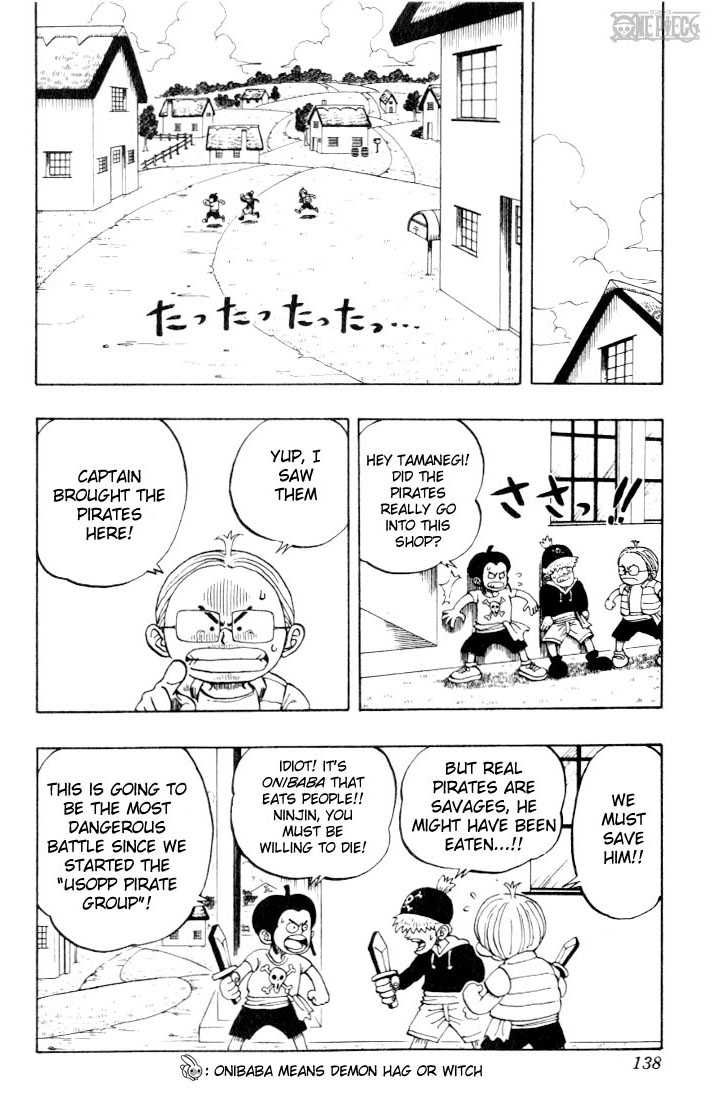 ONE PIECE
たったったったっ…
HEY TAMANEGI!
DID THE
PIRATES
REALLY GO
INTO THIS
SHOP?
ささっ!!
YUP, I
SAW
THEM
CAPTAIN
BROUGHT THE
PIRATES
HERE!
WE
MUST
SAVE
HIM!!
BUT REAL
PIRATES ARE
SAVAGES, HE
MIGHT HAVE BEEN
EATEN...!!
IDIOT! IT'S
ONIBABA THAT
EATS PEOPLE!!
NINJIN, YOU
MUST BE
WILLING TO DIE!
THIS IS GOING TO
BE THE MOST
DANGEROUS
BATTLE SINCE WE
STARTED THE
"USOPP PIRATE
GROUP"!
138
: ONIBABA MEANS DEMON HAG OR WITCH